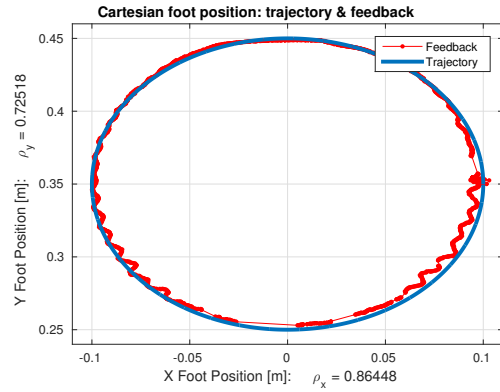 Cartesian foot position: trajectory & feedback
Feedback
Trajectory
0.45
0.4
0.35
0.3
0.25
Y Foot Position [m]: ρy = 0.72518
-0.1 -0.05 0 0.05 0.1
X Foot Position [m]: ρx = 0.86448